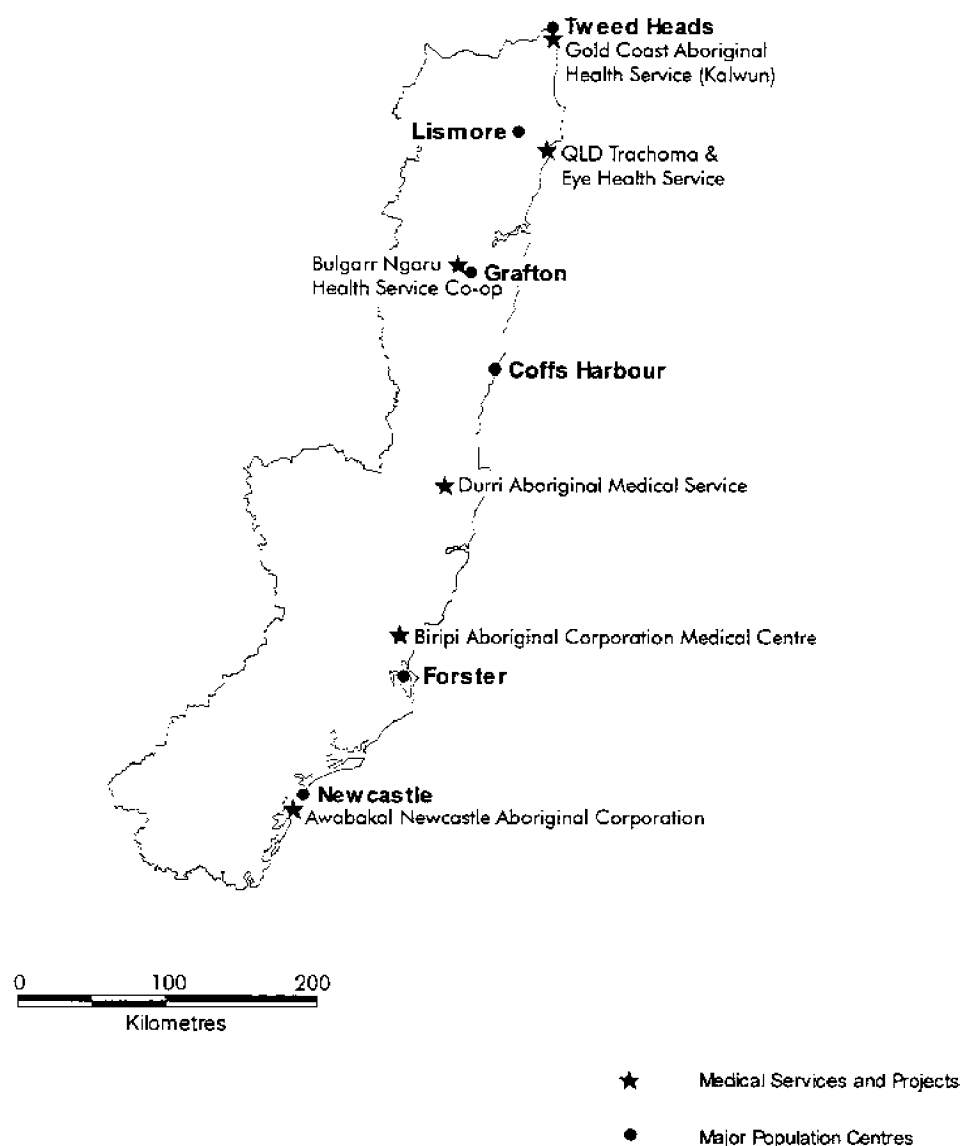 Tweed Heads
Gold Coast Aboriginal
Health Service (Kalwun)
Lismore
QLD Trachoma &
Eye Health Service
Bulgarr Ngaru
Health Service Co-op
Grafton
Coffs Harbour
Durri Aboriginal Medical Service
Biripi Aboriginal Corporation Medical Centre
Forster
Newcastle
Awabakal Newcastle Aboriginal Corporation
0 100 200
Kilometres
Medical Services and Projects
Major Population Centres